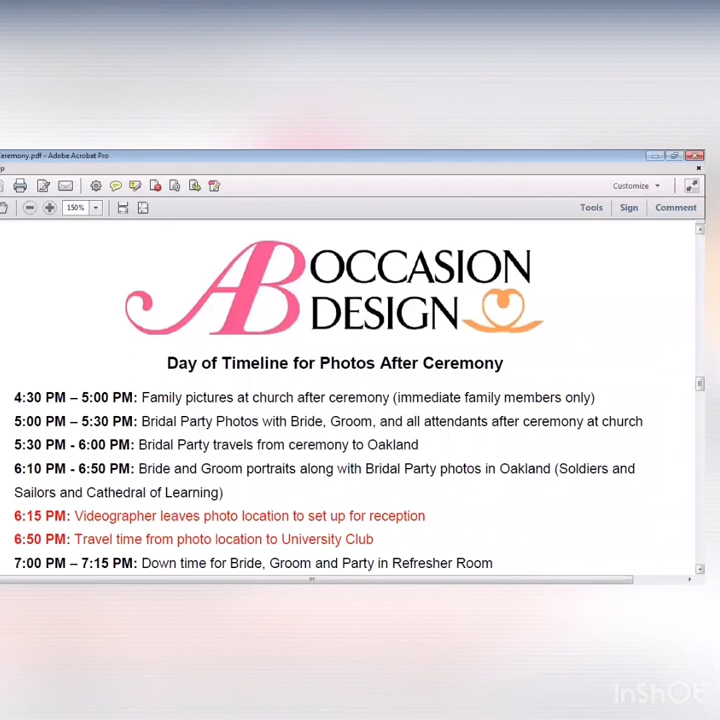 eremony.pdf - Adobe Acrobat Pro
Customize
150%
Tools Sign Comment
AB OCCASION
DESIGN
Day of Timeline for Photos After Ceremony
4:30 PM – 5:00 PM: Family pictures at church after ceremony (immediate family members only)
5:00 PM – 5:30 PM: Bridal Party Photos with Bride, Groom, and all attendants after ceremony at church
5:30 PM - 6:00 PM: Bridal Party travels from ceremony to Oakland
6:10 PM - 6:50 PM: Bride and Groom portraits along with Bridal Party photos in Oakland (Soldiers and
Sailors and Cathedral of Learning)
6:15 PM: Videographer leaves photo location to set up for reception
6:50 PM: Travel time from photo location to University Club
7:00 PM – 7:15 PM: Down time for Bride, Groom and Party in Refresher Room
InShOt